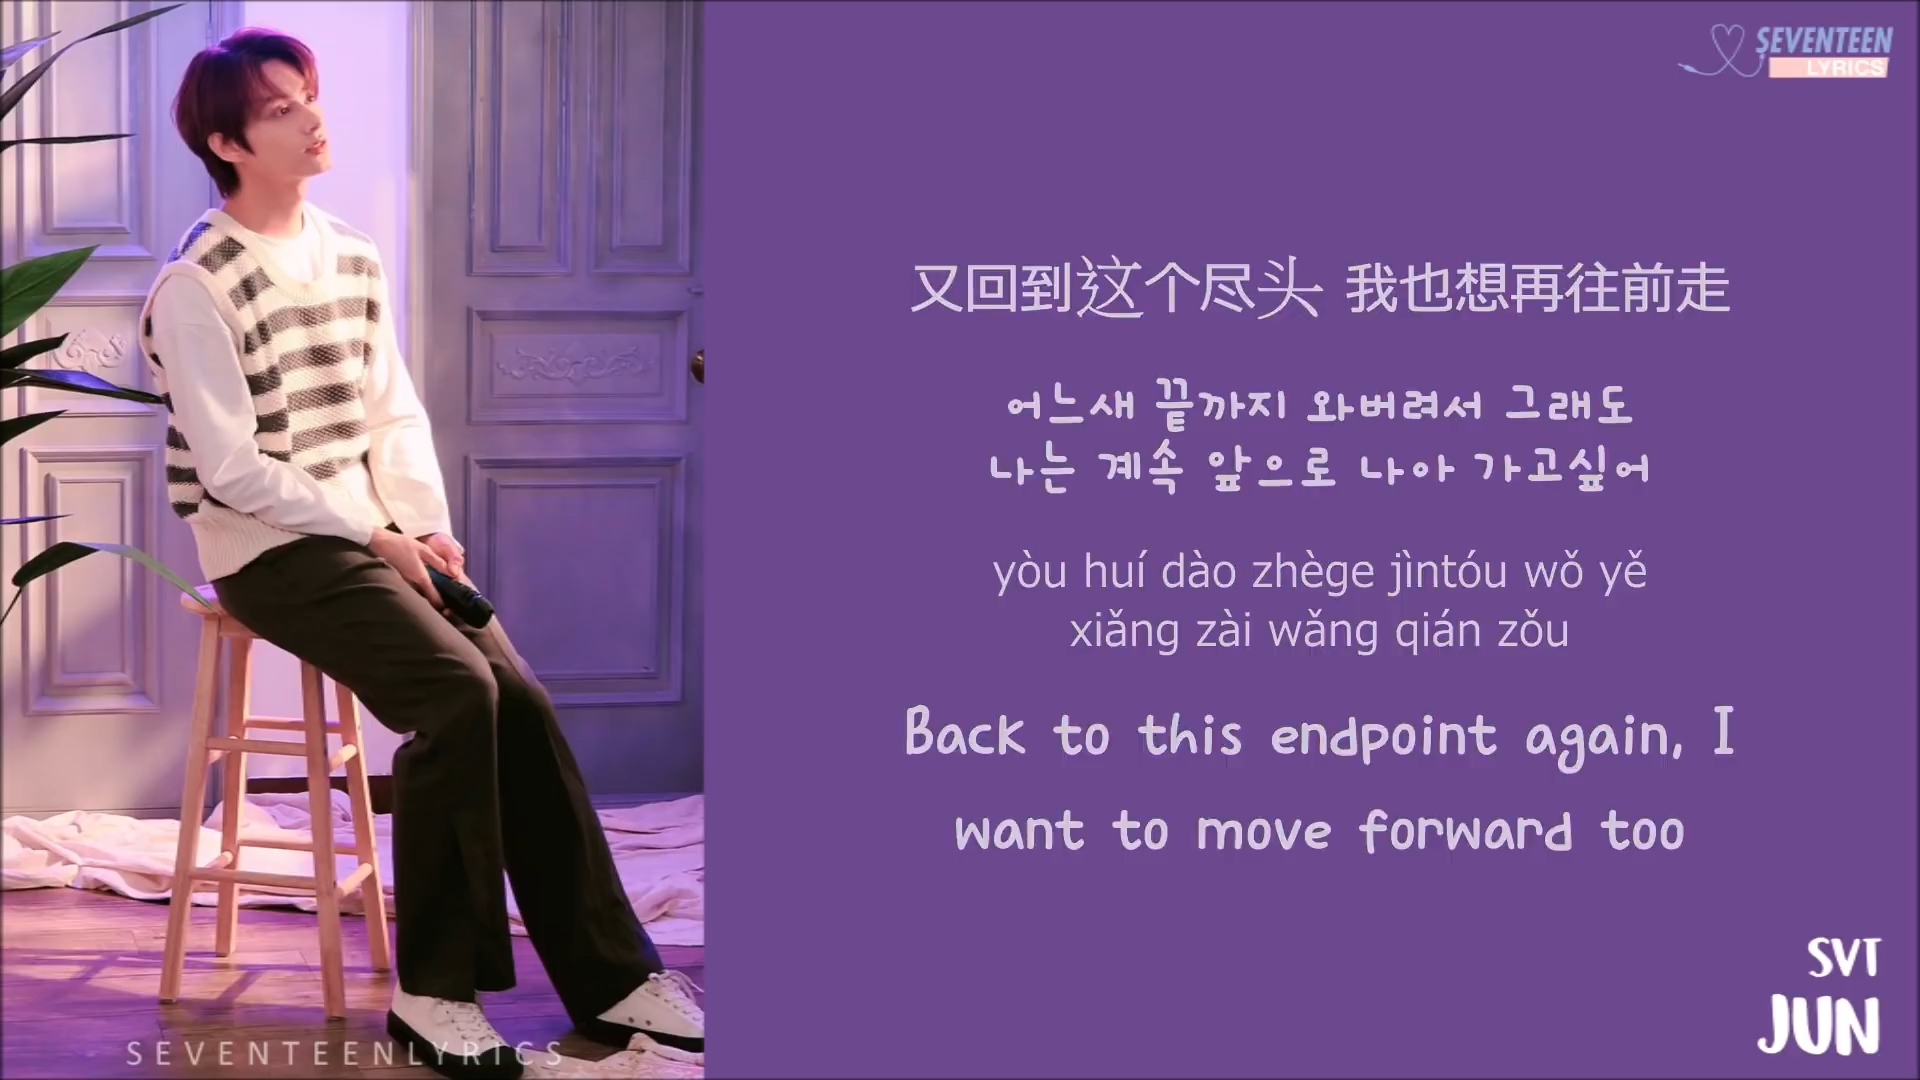 SEVENTEEN
LYRICS
又回到这个尽头 我也想再往前走
어느새 끝까지 와버려서 그래도
나는 계속 앞으로 나아 가고싶어
yòu huí dào zhège jìntóu wǒ yě
xiǎng zài wǎng qián zǒu
Back to this endpoint again, I
want to move forward too
SVT
JUN
SEVENTEENLYRICS